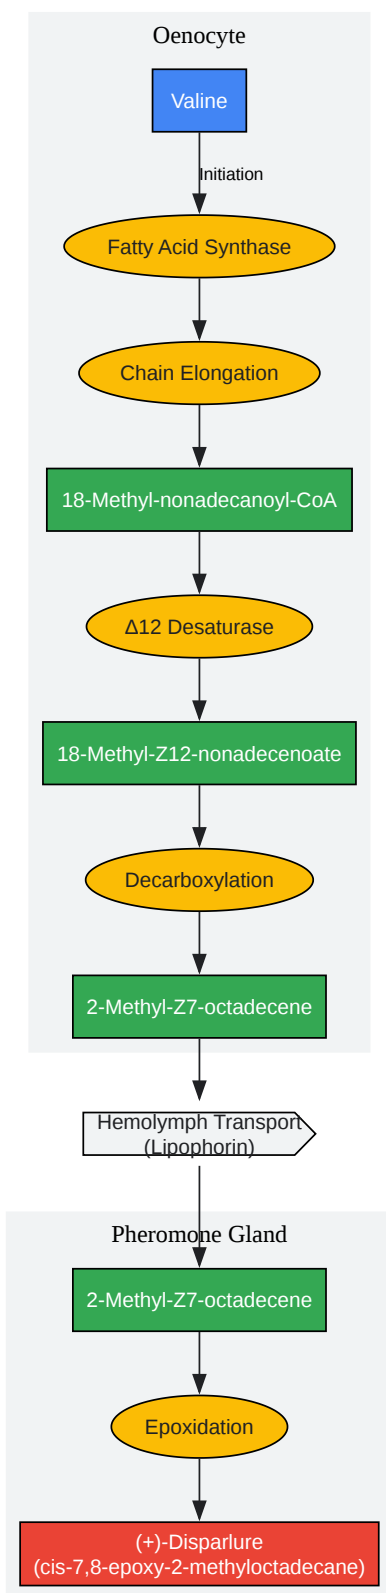 Oenocyte
Valine
Initiation
Fatty Acid Synthase
Chain Elongation
18-Methyl-nonadecanoyl-CoA
Δ12 Desaturase
18-Methyl-Z12-nonadecenoate
Decarboxylation
2-Methyl-Z7-octadecene
Hemolymph Transport
(Lipophorin)
Pheromone Gland
2-Methyl-Z7-octadecene
Epoxidation
(+)-Disparlure
(cis-7,8-epoxy-2-methyloctadecane)